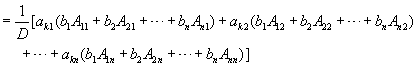 = 1/D [a_{k1}(b_1A_{11} + b_2A_{21} + ⋯ + b_nA_{n1}) + a_{k2}(b_1A_{12} + b_2A_{22} + ⋯ + b_nA_{n2})
+ ⋯ + a_{kn}(b_1A_{1n} + b_2A_{2n} + ⋯ + b_nA_{nn})]